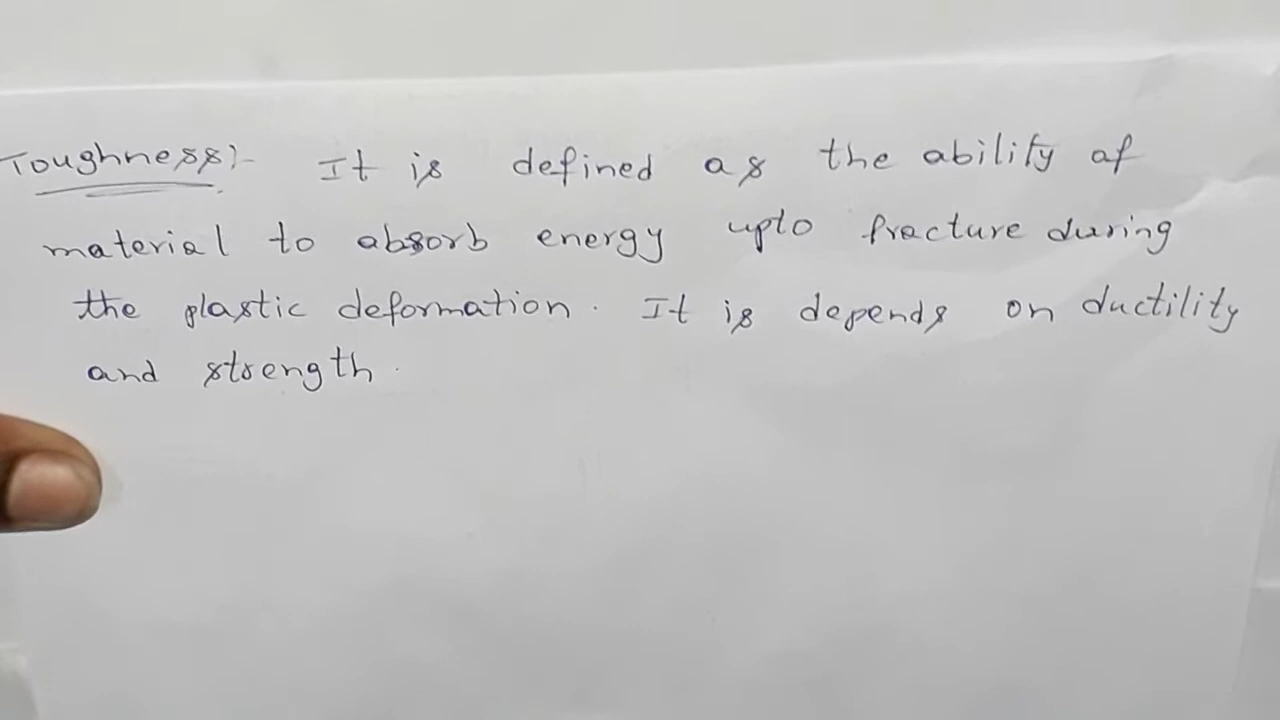 Toughness:- It is defined as the ability of
material to absorb energy upto fracture during
the plastic deformation. It is depends on ductility
and strength.